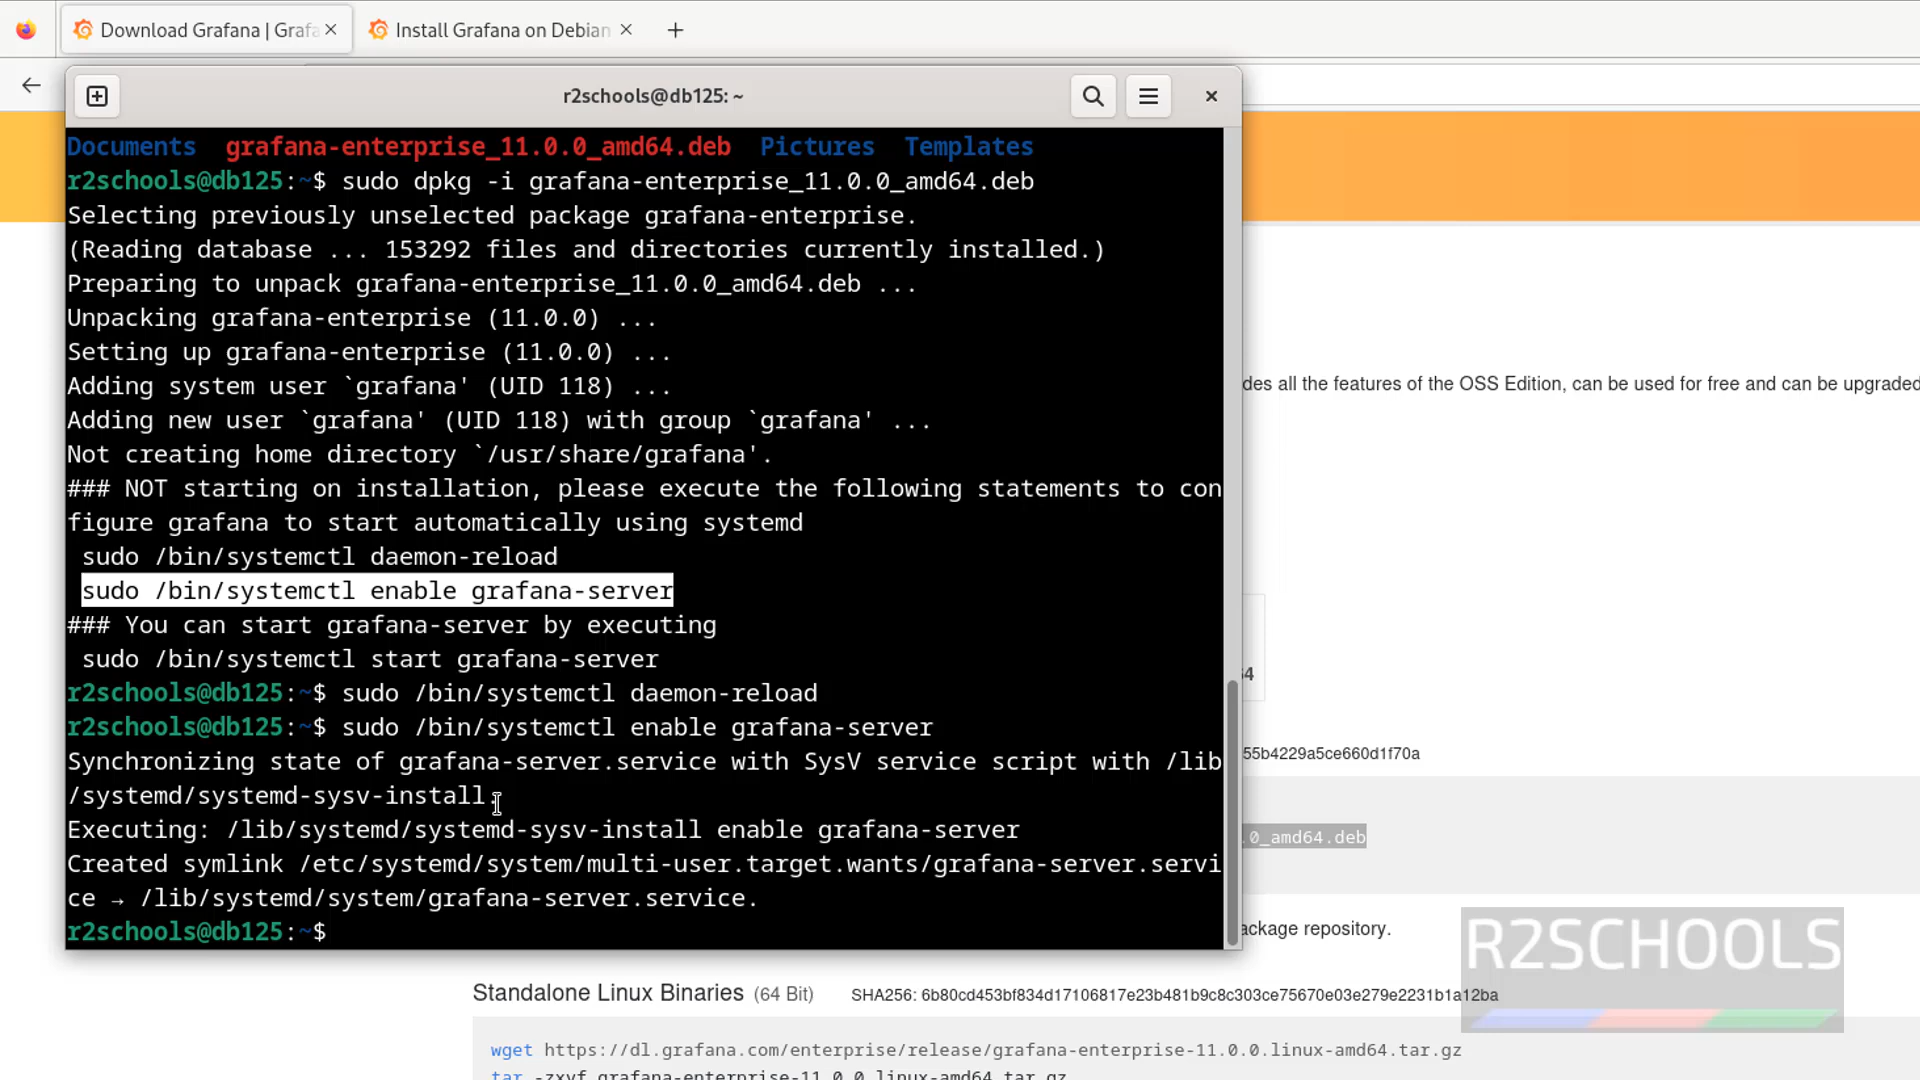 Download Grafana | Grafa
Install Grafana on Debian
r2schools@db125: ~
Documents grafana-enterprise_11.0.0_amd64.deb Pictures Templates
r2schools@db125:~$ sudo dpkg -i grafana-enterprise_11.0.0_amd64.deb
Selecting previously unselected package grafana-enterprise.
(Reading database ... 153292 files and directories currently installed.)
Preparing to unpack grafana-enterprise_11.0.0_amd64.deb ...
Unpacking grafana-enterprise (11.0.0) ...
Setting up grafana-enterprise (11.0.0) ...
Adding system user `grafana' (UID 118) ...
Adding new user `grafana' (UID 118) with group `grafana' ...
Not creating home directory `/usr/share/grafana'.
### NOT starting on installation, please execute the following statements to con
figure grafana to start automatically using systemd
sudo /bin/systemctl daemon-reload
sudo /bin/systemctl enable grafana-server
### You can start grafana-server by executing
sudo /bin/systemctl start grafana-server
r2schools@db125:~$ sudo /bin/systemctl daemon-reload
r2schools@db125:~$ sudo /bin/systemctl enable grafana-server
Synchronizing state of grafana-server.service with SysV service script with /lib
/systemd/systemd-sysv-install.
Executing: /lib/systemd/systemd-sysv-install enable grafana-server
Created symlink /etc/systemd/system/multi-user.target.wants/grafana-server.servi
ce → /lib/systemd/system/grafana-server.service.
r2schools@db125:~$
des all the features of the OSS Edition, can be used for free and can be upgraded
64
55b4229a5ce660d1f70a
.0_amd64.deb
ackage repository.
R2SCHOOLS
Standalone Linux Binaries (64 Bit) SHA256: 6b80cd453bf834d17106817e23b481b9c8c303ce75670e03e279e2231b1a12ba
wget https://dl.grafana.com/enterprise/release/grafana-enterprise-11.0.0.linux-amd64.tar.gz
tar -zxvf grafana-enterprise-11.0.0.linux-amd64.tar.gz